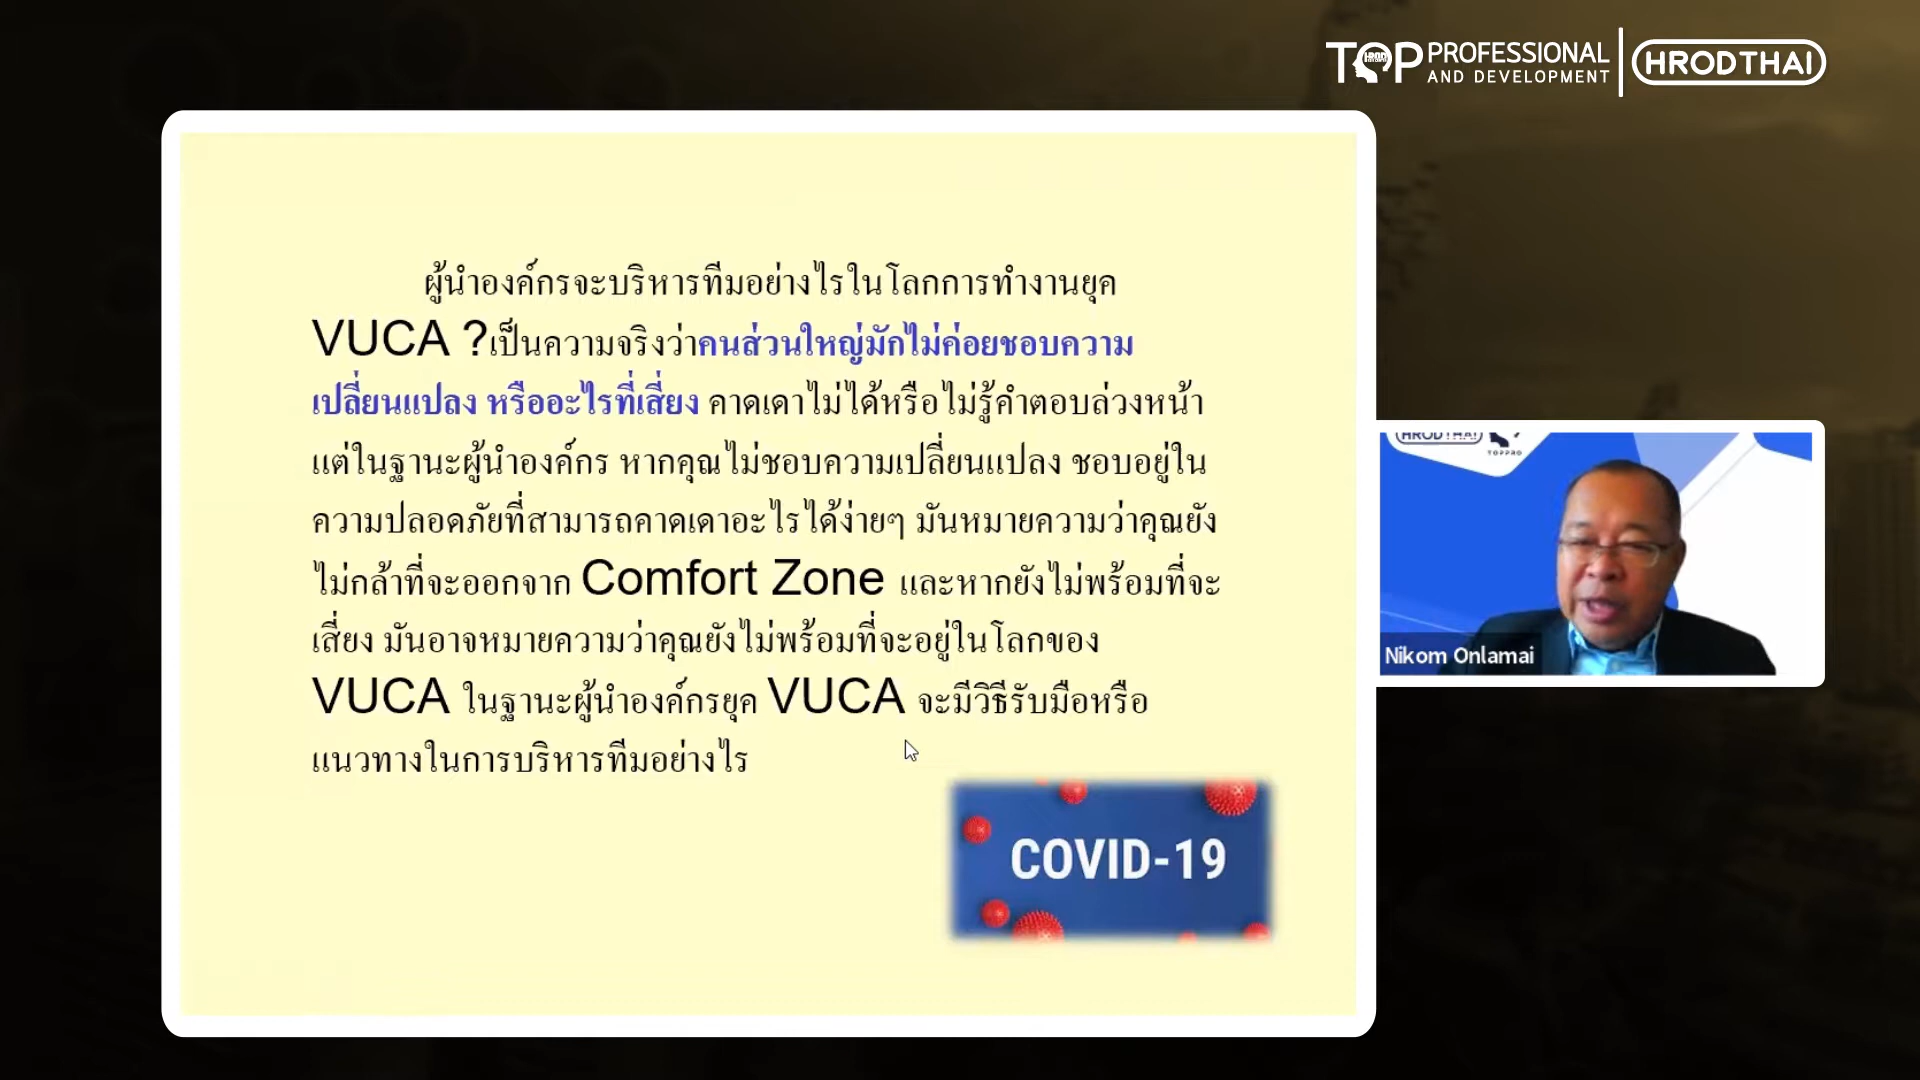 TOP PROFESSIONAL
AND DEVELOPMENT
HRODTHAI
ผู้นำองค์กรจะบริหารทีมอย่างไรในโลกการทำงานยุค
VUCA ?เป็นความจริงว่าคนส่วนใหญ่มักไม่ค่อยชอบความ
เปลี่ยนแปลง หรืออะไรที่เสี่ยง คาดเดาไม่ได้หรือไม่รู้คำตอบล่วงหน้า
แต่ในฐานะผู้นำองค์กร หากคุณไม่ชอบความเปลี่ยนแปลง ชอบอยู่ใน
ความปลอดภัยที่สามารถคาดเดาอะไรได้ง่ายๆ มันหมายความว่าคุณยัง
ไม่กล้าที่จะออกจาก Comfort Zone และหากยังไม่พร้อมที่จะ
เสี่ยง มันอาจหมายความว่าคุณยังไม่พร้อมที่จะอยู่ในโลกของ
VUCA ในฐานะผู้นำองค์กรยุค VUCA จะมีวิธีรับมือหรือ
แนวทางในการบริหารทีมอย่างไร
COVID-19
HRODTHAI
TOPPRO
Nikom Onlamai